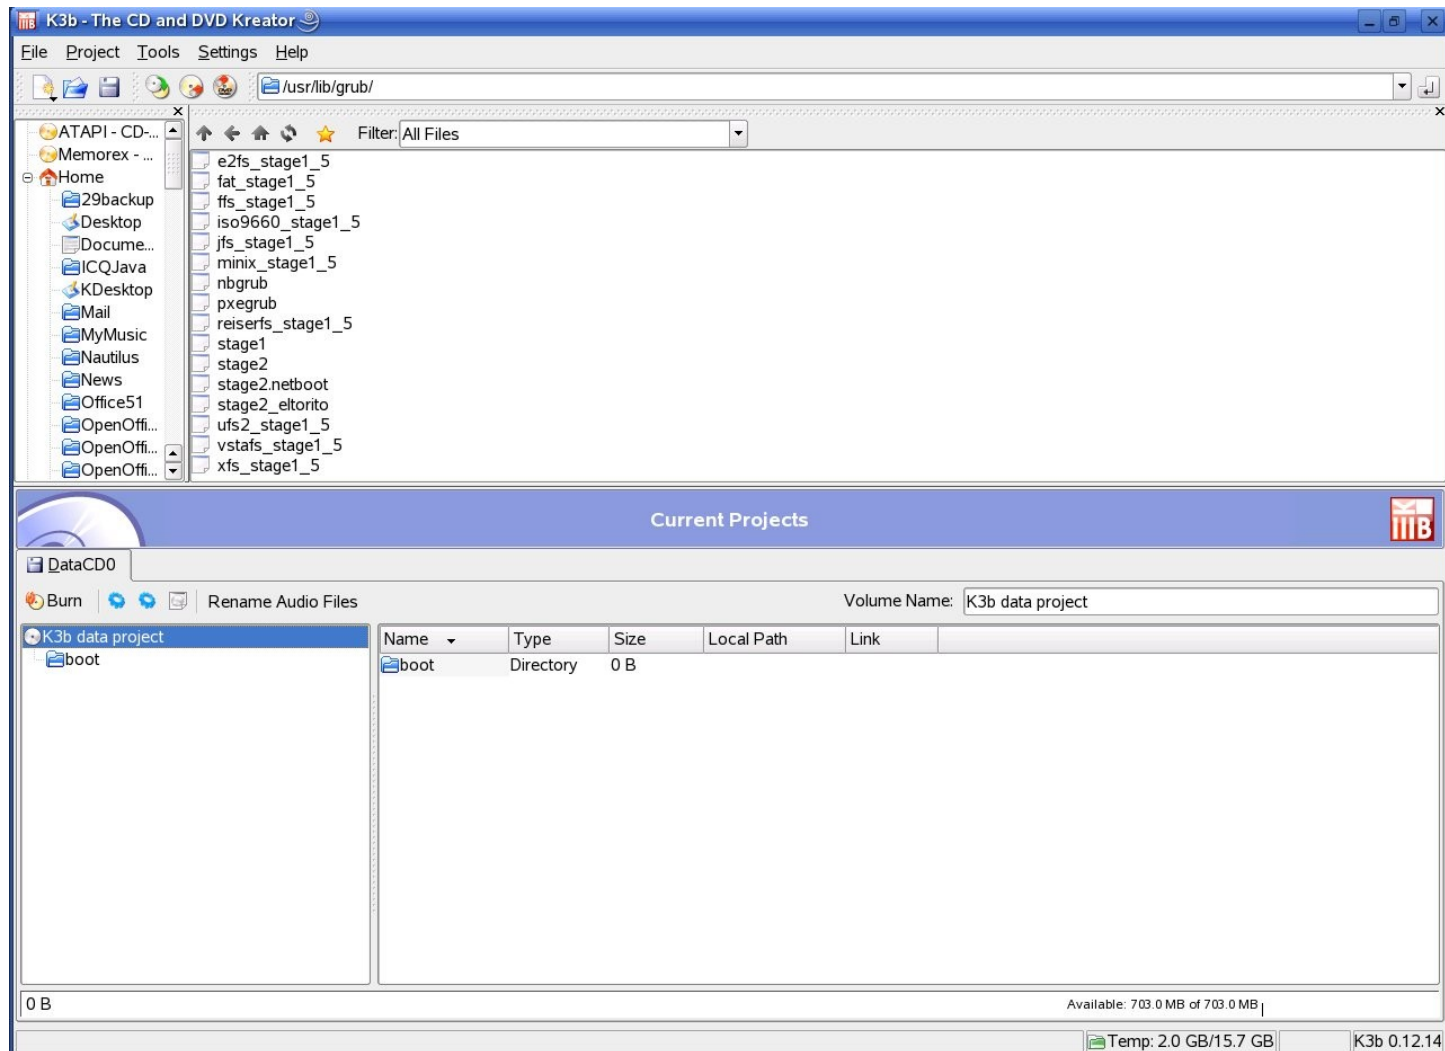 K3b - The CD and DVD Kreator
File Project Tools Settings Help
/usr/lib/grub/
ATAPI - CD-...
Memorex - ...
Home
29backup
Desktop
Docume...
ICQJava
KDesktop
Mail
MyMusic
Nautilus
News
Office51
OpenOffi...
OpenOffi...
OpenOffi...
Filter: All Files
e2fs_stage1_5
fat_stage1_5
ffs_stage1_5
iso9660_stage1_5
jfs_stage1_5
minix_stage1_5
nbgrub
pxegrub
reiserfs_stage1_5
stage1
stage2
stage2.netboot
stage2_eltorito
ufs2_stage1_5
vstafs_stage1_5
xfs_stage1_5
Current Projects
K3B
DataCD0
Burn Rename Audio Files Volume Name: K3b data project
K3b data project
boot
Name Type Size Local Path Link
boot Directory 0 B
0 B Available: 703.0 MB of 703.0 MB
Temp: 2.0 GB/15.7 GB K3b 0.12.14